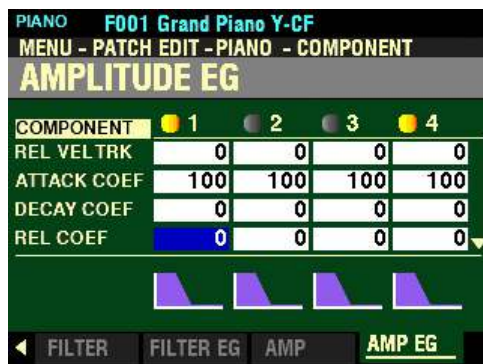 PIANO F001 Grand Piano Y-CF
MENU - PATCH EDIT - PIANO - COMPONENT
AMPLITUDE EG
COMPONENT 1 2 3 4
REL VELTRK 0 0 0 0
ATTACK COEF 100 100 100 100
DECAY COEF 0 0 0 0
REL COEF 0 0 0 0
FILTER FILTER EG AMP AMP EG